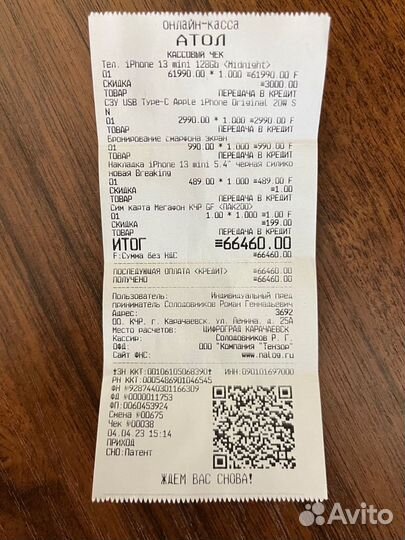 ОНЛАЙН-КАССА
АТОЛ
КАССОВЫЙ ЧЕК
Тел. iPhone 13 mini 128Gb <Midnight>
01 61990.00 * 1.000 =61990.00 F
СКИДКА =3000.00
ТОВАР ПЕРЕДАЧА В КРЕДИТ
СЗУ USB Type-C Apple iPhone Original 20W S
N
01 2990.00 * 1.000 =2990.00 F
ТОВАР ПЕРЕДАЧА В КРЕДИТ
Бронирование смарфона экран
01 990.00 * 1.000 =990.00 F
ТОВАР ПЕРЕДАЧА В КРЕДИТ
Накладка iPhone 13 mini 5.4" черная силико
новая Breaking
01 489.00 * 1.000 =489.00 F
СКИДКА =1.00
ТОВАР ПЕРЕДАЧА В КРЕДИТ
Сим карта Мегафон КЧР GF <ПАК200>
01 1.00 * 1.000 =1.00 F
СКИДКА =199.00
ТОВАР ПЕРЕДАЧА В КРЕДИТ
ИТОГ =66460.00
F:Сумма без НДС =66460.00
ПОСЛЕДУЮЩАЯ ОПЛАТА <КРЕДИТ> =66460.00
ПОЛУЧЕНО =66460.00
Пользователь: Индивидуальный пред
приниматель Солодовников Роман Геннадьевич
Адрес: 3692
00, КЧР, г. Карачаевск, ул. Ленина, д. 25А
Место расчетов: ЦИФРОГРАД КАРАЧАЕВСК
Кассир: Солодовников Р. Г.
ОФД: ООО "Компания "Тензор"
Сайт ФНС: www.nalog.ru
↑ЗН ККТ:00106105068390↑ ИНН:090101697000
РН ККТ:0005486901046545
ФН №9287440301166309
ФД №0000011753
ФП:0060453924
Смена №00675
Чек №00038
04.04.23 15:14
ПРИХОД
СНО:Патент
ЖДЕМ ВАС СНОВА!
Avito